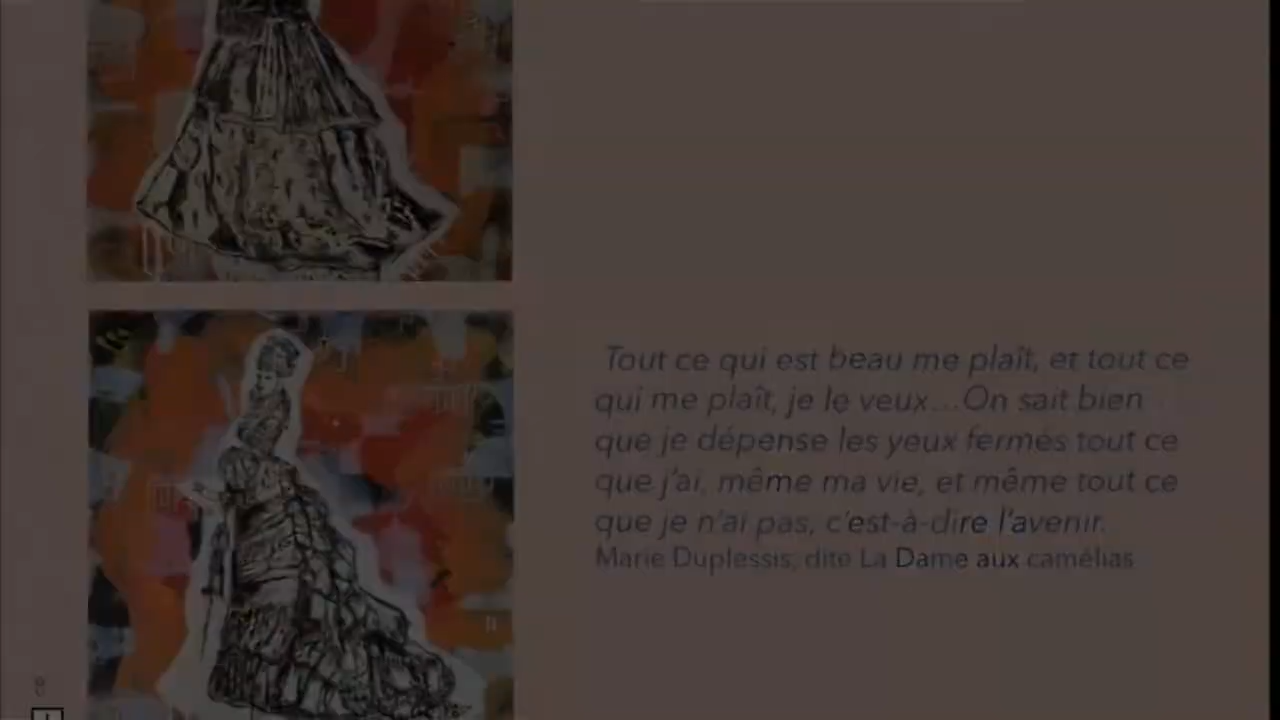 Tout ce qui est beau me plaît, et tout ce
qui me plaît, je le veux...On sait bien
que je dépense les yeux fermés tout ce
que j'ai, même ma vie, et même tout ce
que je n'ai pas, c'est-à-dire l'avenir.
Marie Duplessis, dite La Dame aux camélias